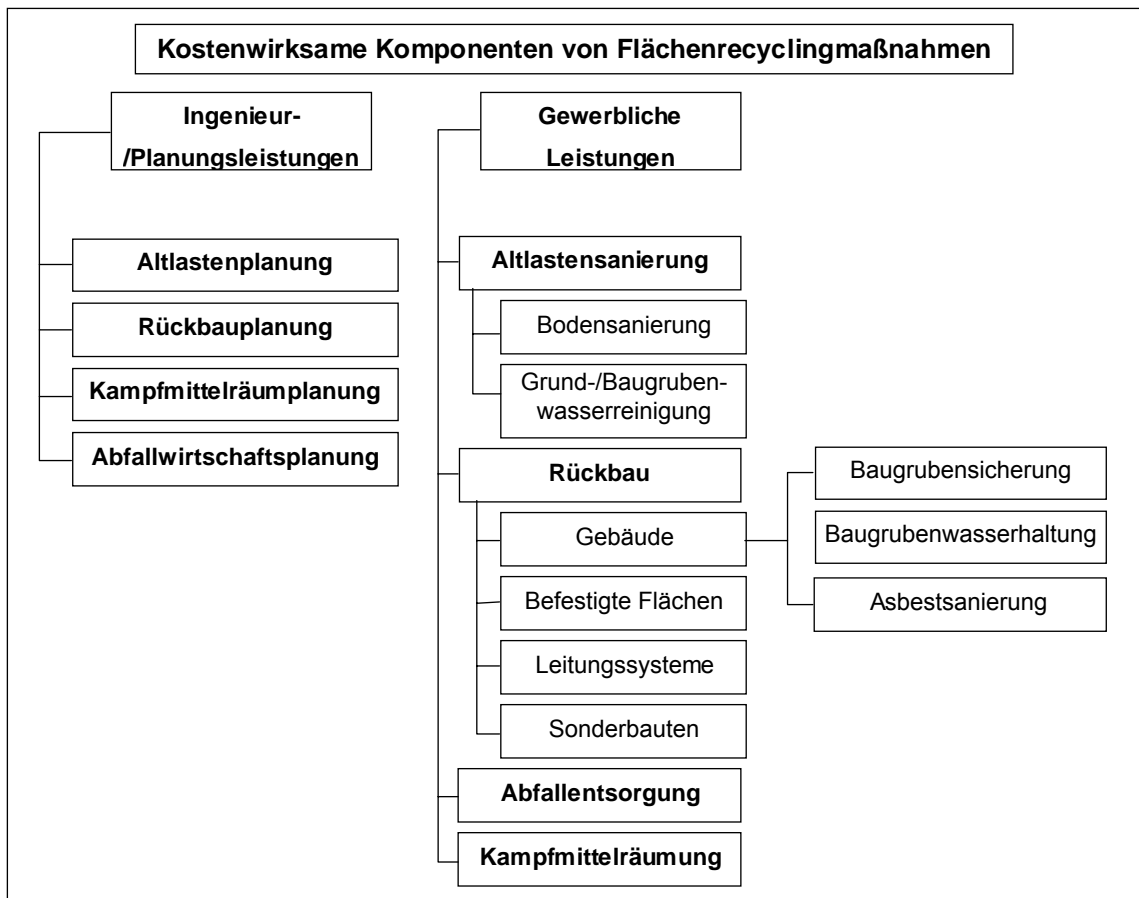 Kostenwirksame Komponenten von Flächenrecyclingmaßnahmen
Ingenieur-
/Planungsleistungen
Altlastenplanung
Rückbauplanung
Kampfmittelräumplanung
Abfallwirtschaftsplanung
Gewerbliche
Leistungen
Altlastensanierung
Bodensanierung
Grund-/Baugruben-
wasserreinigung
Rückbau
Gebäude
Befestigte Flächen
Leitungssysteme
Sonderbauten
Baugrubensicherung
Baugrubenwasserhaltung
Asbestsanierung
Abfallentsorgung
Kampfmittelräumung